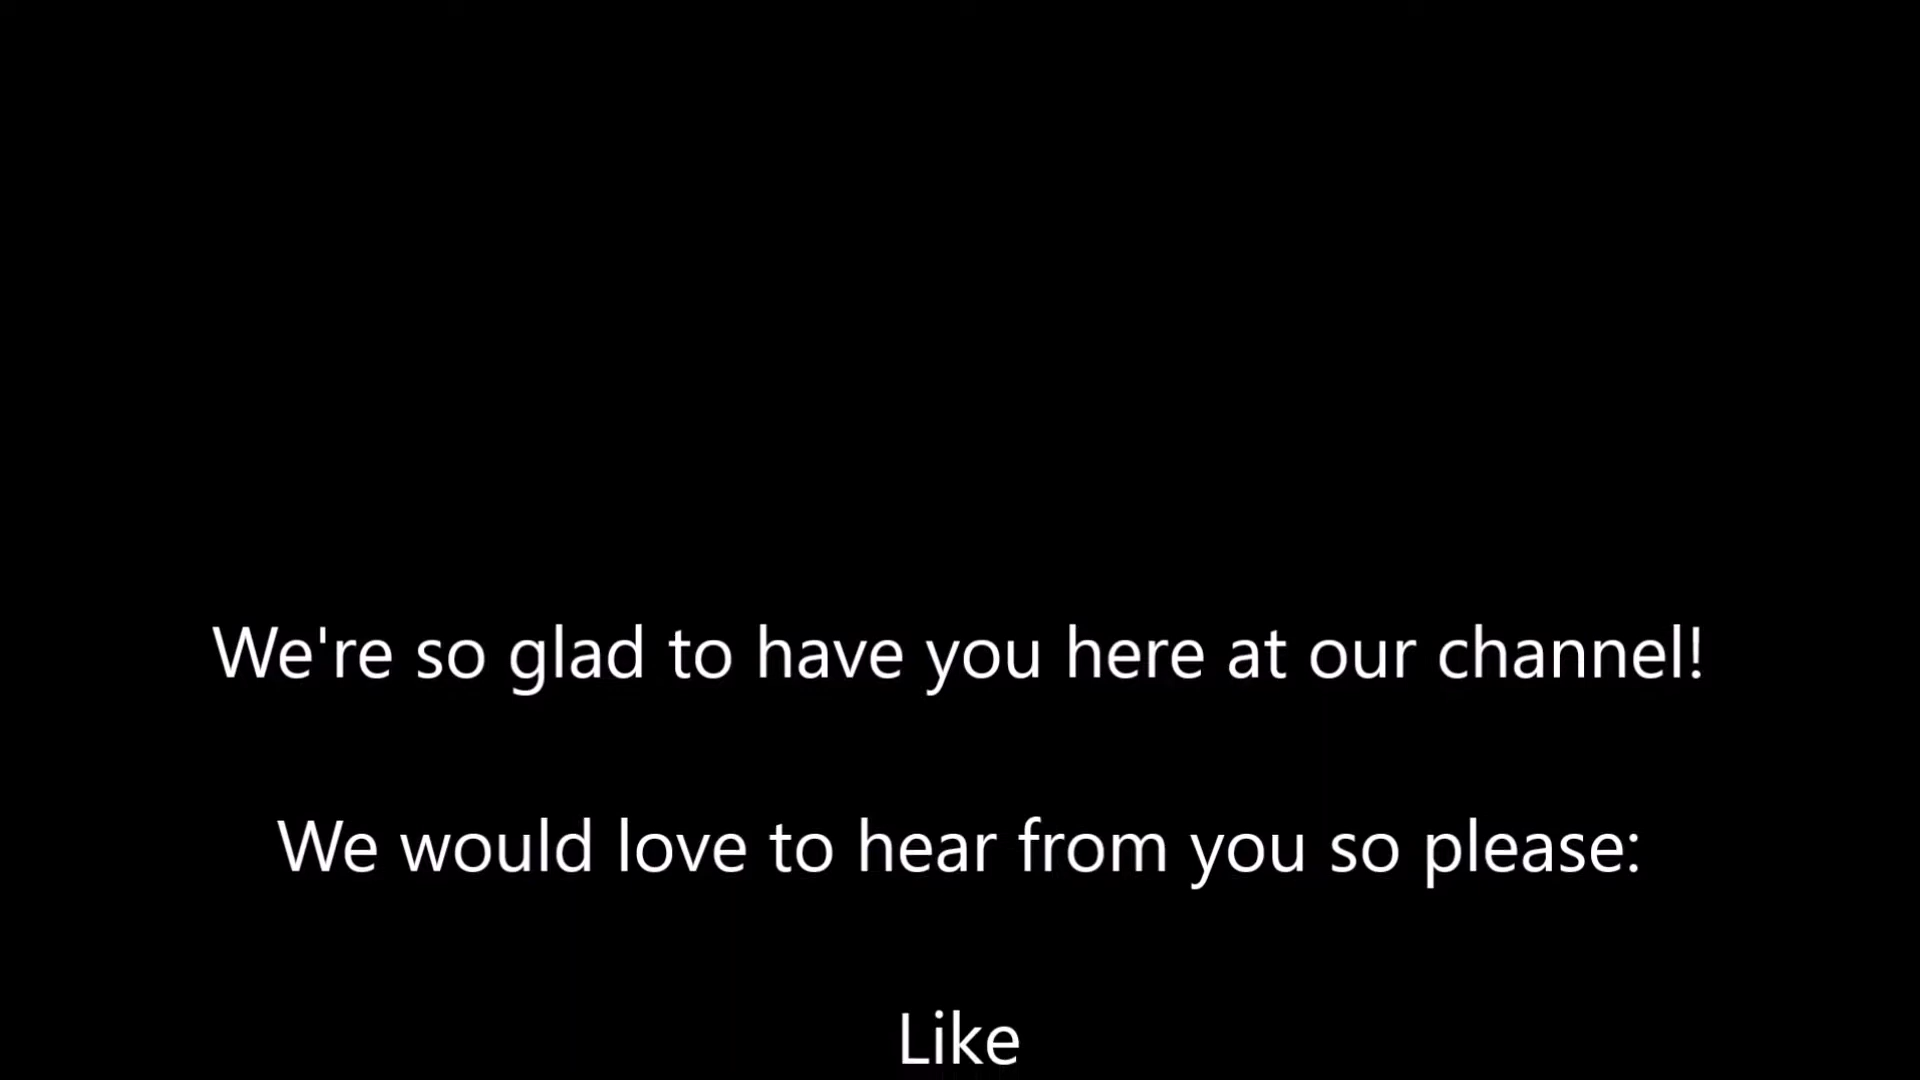 We're so glad to have you here at our channel!
We would love to hear from you so please:
Like